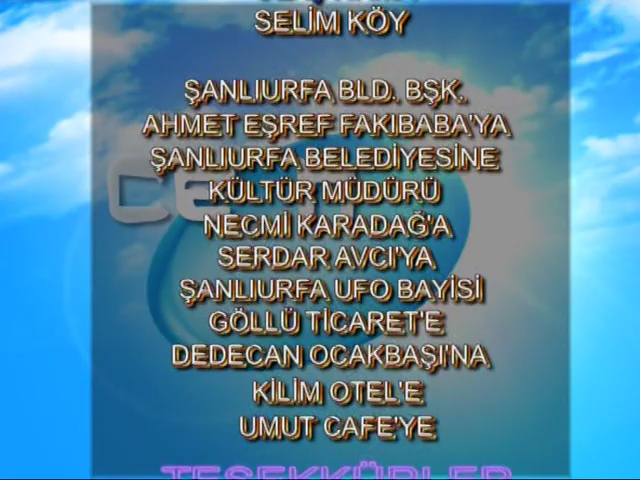 SELİM KÖY
ŞANLIURFA BLD. BŞK.
AHMET EŞREF FAKIBABA'YA
ŞANLIURFA BELEDİYESİNE
KÜLTÜR MÜDÜRÜ
NECMİ KARADAĞ'A
SERDAR AVCI'YA
ŞANLIURFA UFO BAYİSİ
GÖLLÜ TİCARET'E
DEDECAN OCAKBAŞI'NA
KİLİM OTEL'E
UMUT CAFE'YE
TEŞEKKÜRLER